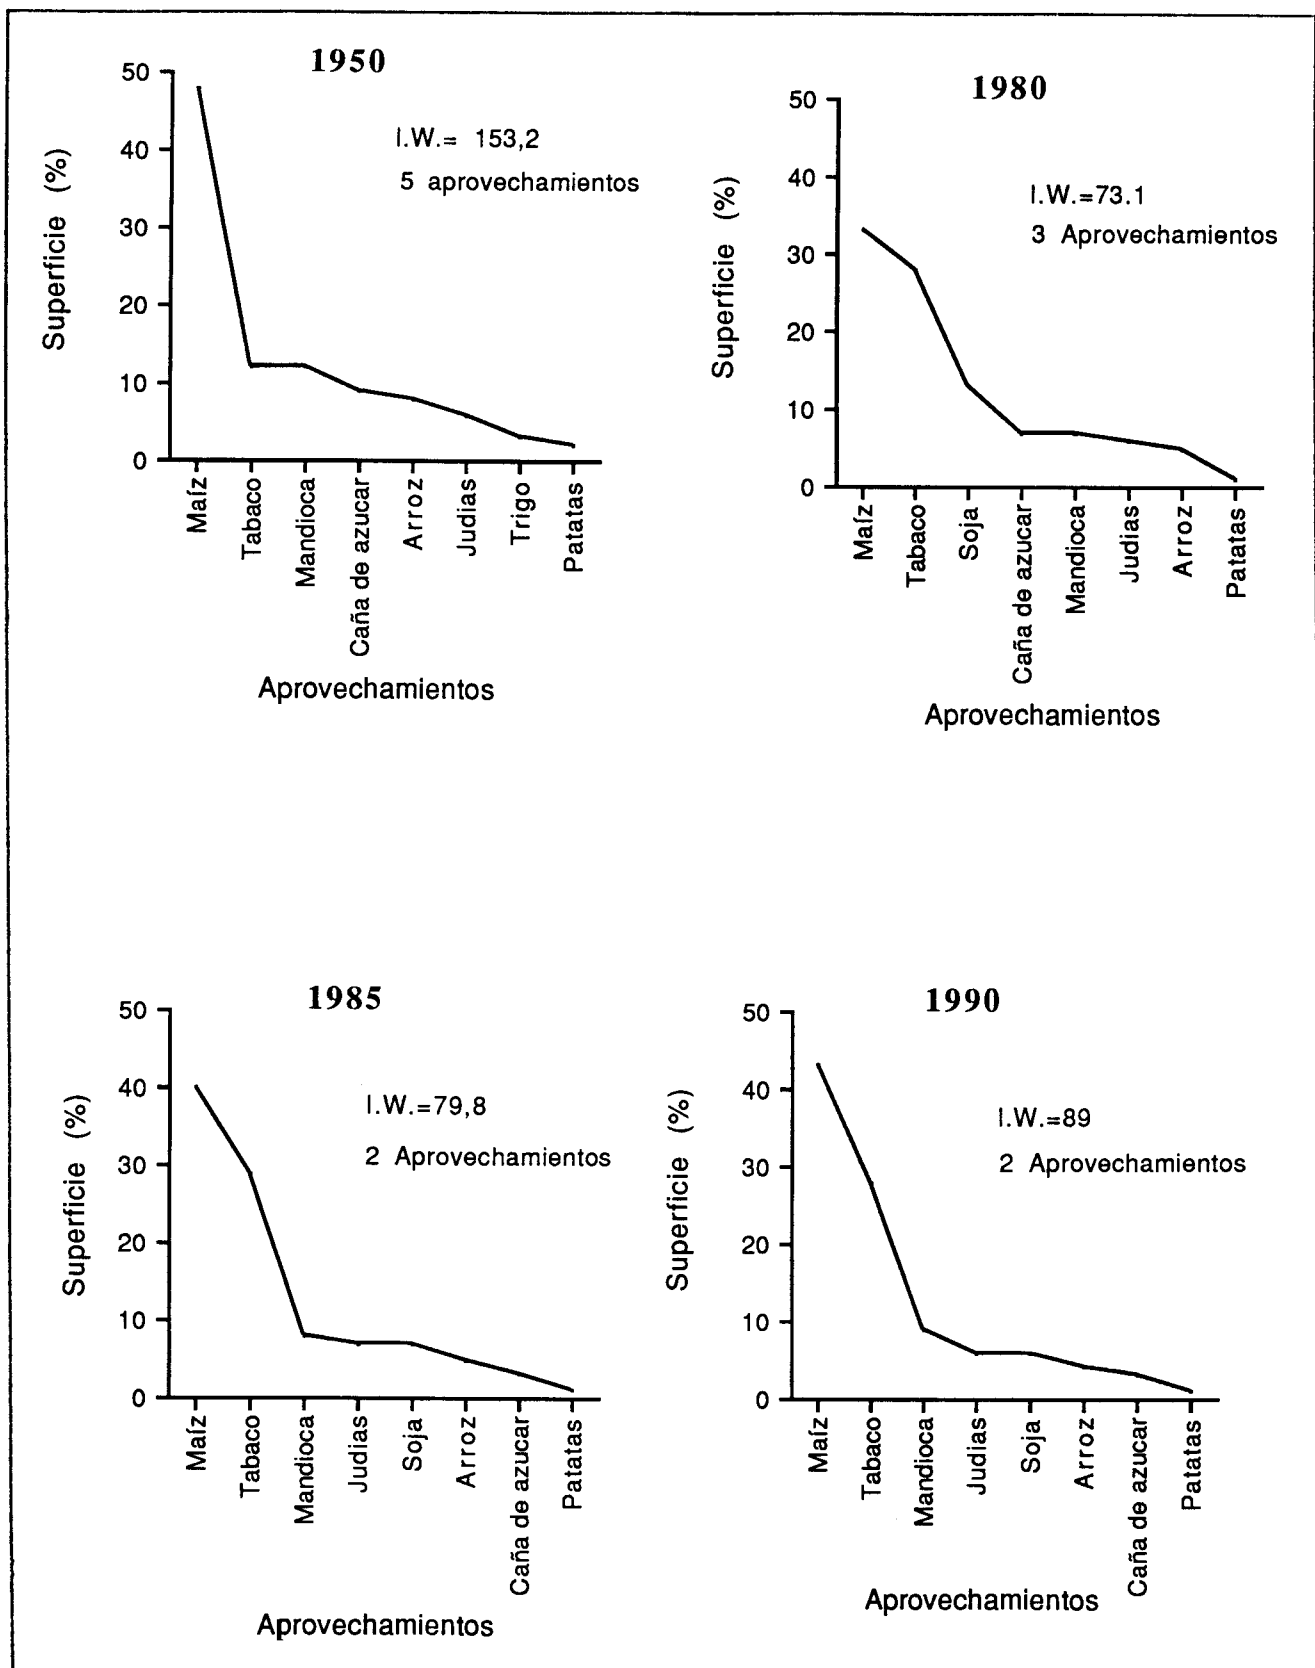 1950
50
40
30
20
10
0
Superficie (%)
I.W.= 153,2
5 aprovechamientos
Maíz
Tabaco
Mandioca
Caña de azucar
Arroz
Judias
Trigo
Patatas
Aprovechamientos
1980
50
40
30
20
10
0
Superficie (%)
I.W.=73.1
3 Aprovechamientos
Maíz
Tabaco
Soja
Caña de azucar
Mandioca
Judias
Arroz
Patatas
Aprovechamientos
1985
50
40
30
20
10
0
Superficie (%)
I.W.=79,8
2 Aprovechamientos
Maíz
Tabaco
Mandioca
Judias
Soja
Arroz
Caña de azucar
Patatas
Aprovechamientos
1990
50
40
30
20
10
0
Superficie (%)
I.W.=89
2 Aprovechamientos
Maíz
Tabaco
Mandioca
Judias
Soja
Arroz
Caña de azucar
Patatas
Aprovechamientos